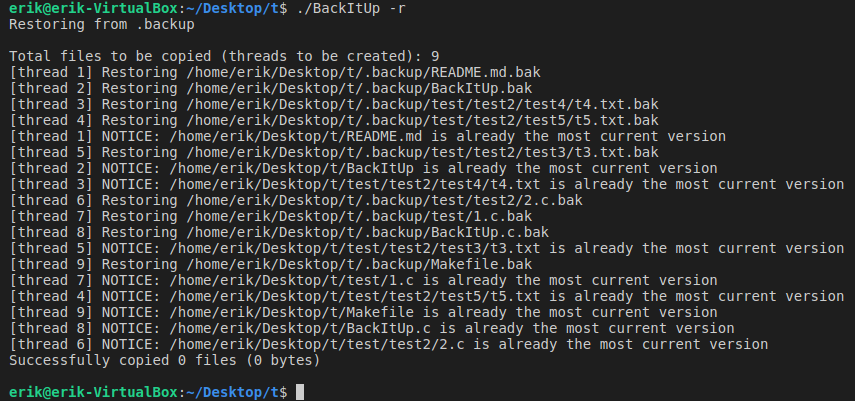 erik@erik-VirtualBox:~/Desktop/t$ ./BackItUp -r
Restoring from .backup
Total files to be copied (threads to be created): 9
[thread 1] Restoring /home/erik/Desktop/t/.backup/README.md.bak
[thread 2] Restoring /home/erik/Desktop/t/.backup/BackItUp.bak
[thread 3] Restoring /home/erik/Desktop/t/.backup/test/test2/test4/t4.txt.bak
[thread 4] Restoring /home/erik/Desktop/t/.backup/test/test2/test5/t5.txt.bak
[thread 1] NOTICE: /home/erik/Desktop/t/README.md is already the most current version
[thread 5] Restoring /home/erik/Desktop/t/.backup/test/test2/test3/t3.txt.bak
[thread 2] NOTICE: /home/erik/Desktop/t/BackItUp is already the most current version
[thread 3] NOTICE: /home/erik/Desktop/t/test/test2/test4/t4.txt is already the most current version
[thread 6] Restoring /home/erik/Desktop/t/.backup/test/test2/2.c.bak
[thread 7] Restoring /home/erik/Desktop/t/.backup/test/1.c.bak
[thread 8] Restoring /home/erik/Desktop/t/.backup/BackItUp.c.bak
[thread 5] NOTICE: /home/erik/Desktop/t/test/test2/test3/t3.txt is already the most current version
[thread 9] Restoring /home/erik/Desktop/t/.backup/Makefile.bak
[thread 7] NOTICE: /home/erik/Desktop/t/test/1.c is already the most current version
[thread 4] NOTICE: /home/erik/Desktop/t/test/test2/test5/t5.txt is already the most current version
[thread 9] NOTICE: /home/erik/Desktop/t/Makefile is already the most current version
[thread 8] NOTICE: /home/erik/Desktop/t/BackItUp.c is already the most current version
[thread 6] NOTICE: /home/erik/Desktop/t/test/test2/2.c is already the most current version
Successfully copied 0 files (0 bytes)
erik@erik-VirtualBox:~/Desktop/t$